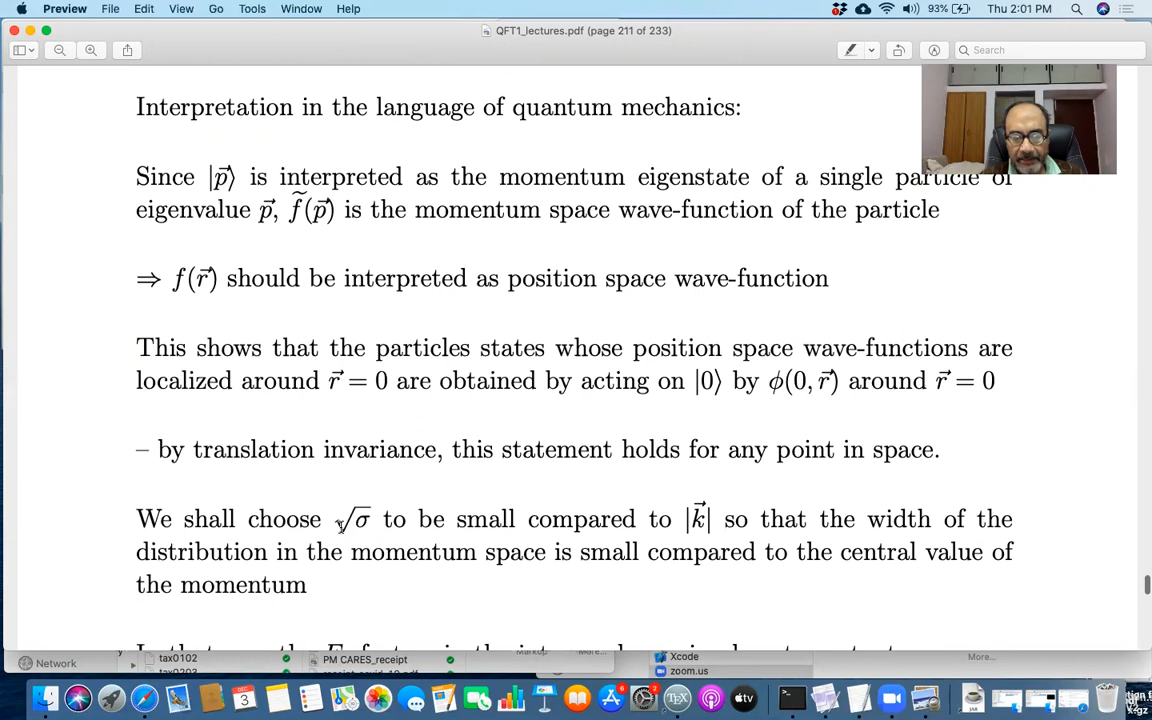 Preview File Edit View Go Tools Window Help 93% Thu 2:01 PM
QFT1_lectures.pdf (page 211 of 233)
Search
Interpretation in the language of quantum mechanics:
Since |p⃗⟩ is interpreted as the momentum eigenstate of a single particle of
eigenvalue p⃗, f̃(p⃗) is the momentum space wave-function of the particle
⇒ f(r⃗) should be interpreted as position space wave-function
This shows that the particles states whose position space wave-functions are
localized around r⃗ = 0 are obtained by acting on |0⟩ by ϕ(0, r⃗) around r⃗ = 0
– by translation invariance, this statement holds for any point in space.
We shall choose √σ to be small compared to |k⃗| so that the width of the
distribution in the momentum space is small compared to the central value of
the momentum
Network
tax0102
PM CARES_receipt
Xcode
More...
zoom.us